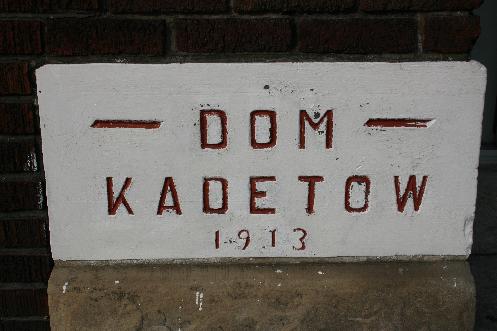 — DOM —
KADETOW
1913